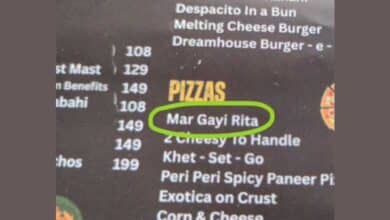 Despacito In a Bun
Melting Cheese Burger
Dreamhouse Burger - e -
108
st Mast 129
Benefits 149
bahi 108
149
149
chos 199
PIZZAS
Mar Gayi Rita
2 Cheesy To Handle
Khet - Set - Go
Peri Peri Spicy Paneer Pi
Exotica on Crust
Corn & Cheese